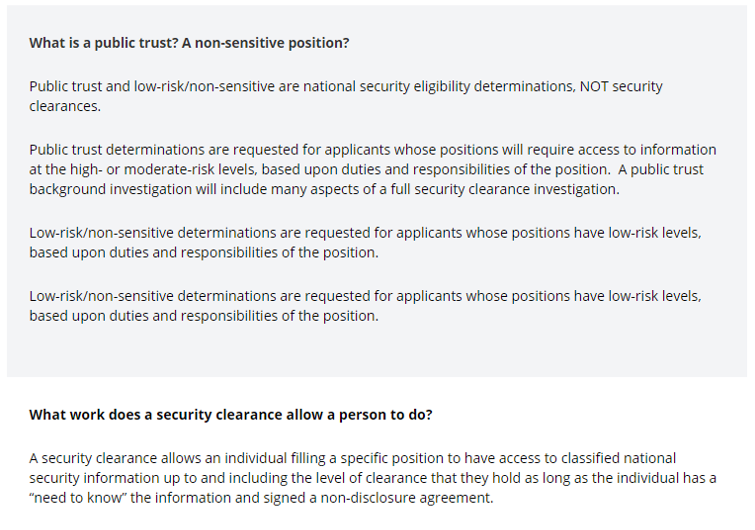 What is a public trust? A non-sensitive position?
Public trust and low-risk/non-sensitive are national security eligibility determinations, NOT security
clearances.
Public trust determinations are requested for applicants whose positions will require access to information
at the high- or moderate-risk levels, based upon duties and responsibilities of the position.  A public trust
background investigation will include many aspects of a full security clearance investigation.
Low-risk/non-sensitive determinations are requested for applicants whose positions have low-risk levels,
based upon duties and responsibilities of the position.
Low-risk/non-sensitive determinations are requested for applicants whose positions have low-risk levels,
based upon duties and responsibilities of the position.
What work does a security clearance allow a person to do?
A security clearance allows an individual filling a specific position to have access to classified national
security information up to and including the level of clearance that they hold as long as the individual has a
“need to know” the information and signed a non-disclosure agreement.